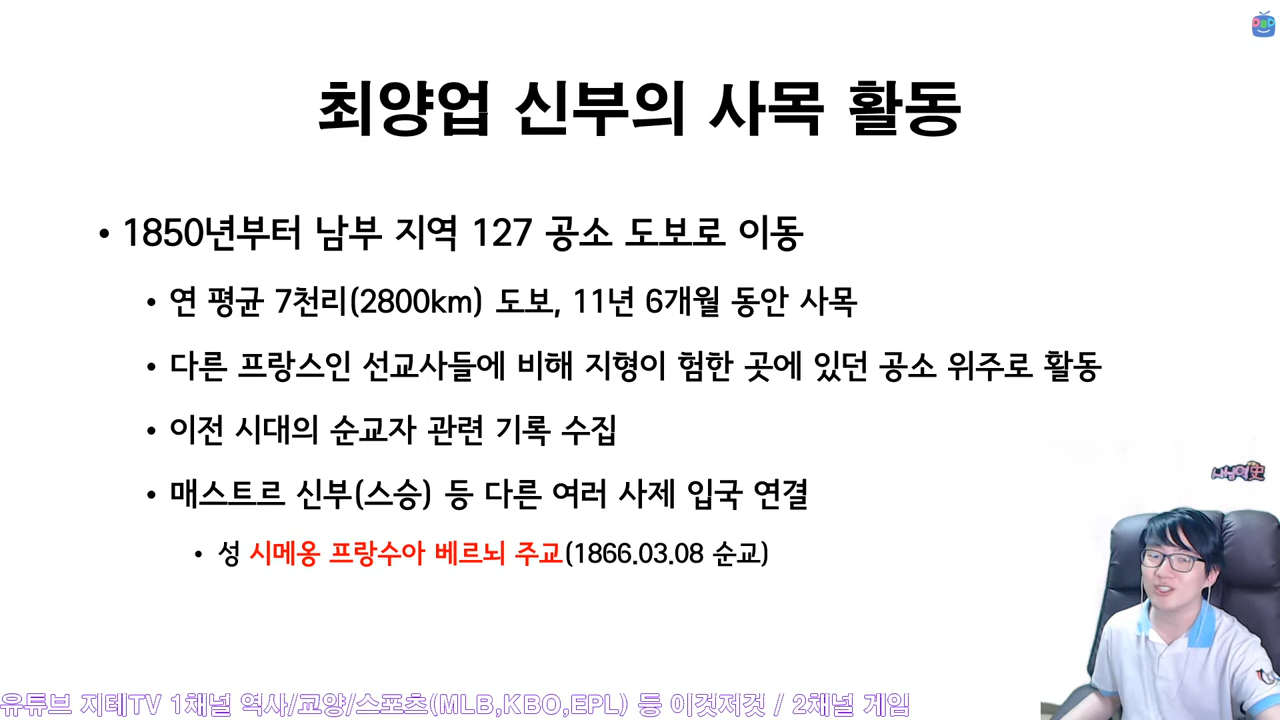 최양업 신부의 사목 활동
• 1850년부터 남부 지역 127 공소 도보로 이동
• 연 평균 7천리(2800km) 도보, 11년 6개월 동안 사목
• 다른 프랑스인 선교사들에 비해 지형이 험한 곳에 있던 공소 위주로 활동
• 이전 시대의 순교자 관련 기록 수집
• 매스트르 신부(스승) 등 다른 여러 사제 입국 연결
• 성 시메옹 프랑수아 베르뇌 주교(1866.03.08 순교)
유튜브 지테TV 1채널 역사/교양/스포츠(MLB,KBO,EPL) 등 이것저것 / 2채널 게임